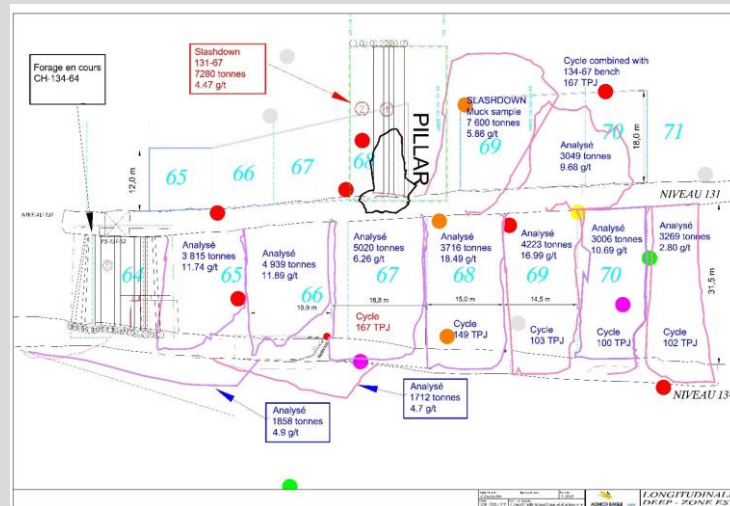 Forage en cours
CH-134-64
Slashdown
131-67
7280 tonnes
4.47 g/t
Cycle combined with
134-67 bench
167 TPJ
PILLAR
SLASHDOWN
Muck sample
7 600 tonnes
5.86 g/t
Analysé
3049 tonnes
9.68 g/t
65
66
67
68
69
70
71
12,0 m
18,0 m
NIVEAU 131
Analysé
3 815 tonnes
11.74 g/t
Analysé
4 939 tonnes
11.89 g/t
Analysé
5020 tonnes
6.26 g/t
Analysé
3716 tonnes
18.49 g/t
Analysé
4223 tonnes
16.99 g/t
Analysé
3006 tonnes
10.69 g/t
Analysé
3269 tonnes
2.80 g/t
64
65
66
67
68
69
70
15,9 m
16,8 m
15,0 m
14,5 m
31,5 m
Cycle
167 TPJ
Cycle
149 TPJ
Cycle
103 TPJ
Cycle
100 TPJ
Cycle
102 TPJ
NIVEAU 134
Analysé
1858 tonnes
4.9 g/t
Analysé
1712 tonnes
4.7 g/t
AGNICO EAGLE
LONGITUDINALE
DEEP - ZONE ES